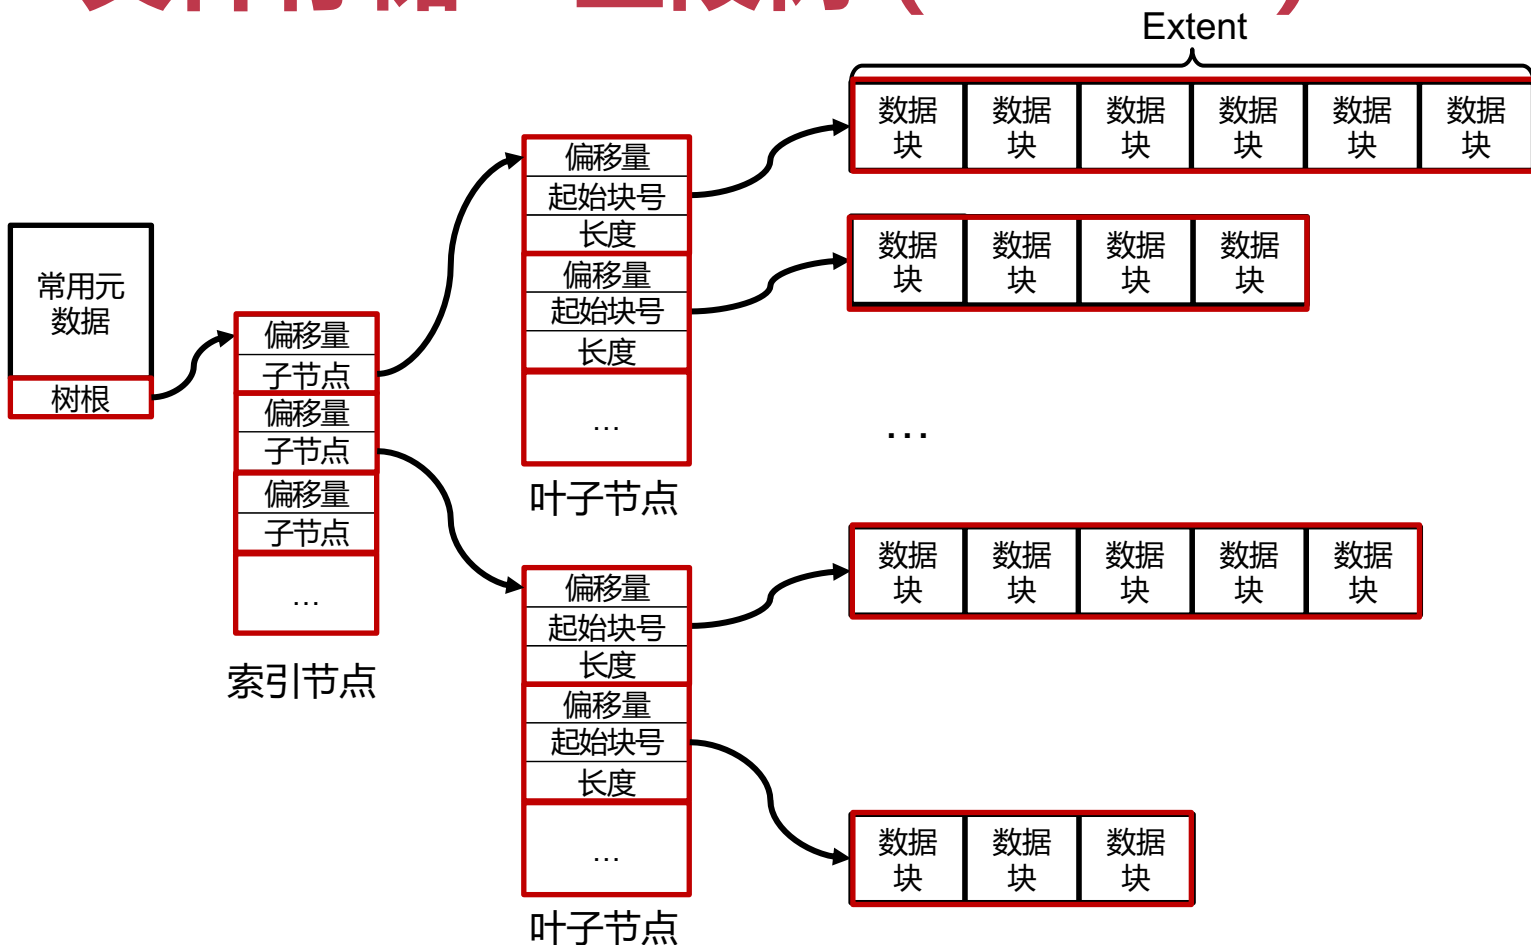 Extent
数据
块
数据
块
数据
块
数据
块
数据
块
数据
块
偏移量
起始块号
长度
偏移量
起始块号
长度
…
叶子节点
数据
块
数据
块
数据
块
数据
块
…
常用元
数据
树根
偏移量
子节点
偏移量
子节点
偏移量
子节点
…
索引节点
偏移量
起始块号
长度
偏移量
起始块号
长度
…
叶子节点
数据
块
数据
块
数据
块
数据
块
数据
块
数据
块
数据
块
数据
块